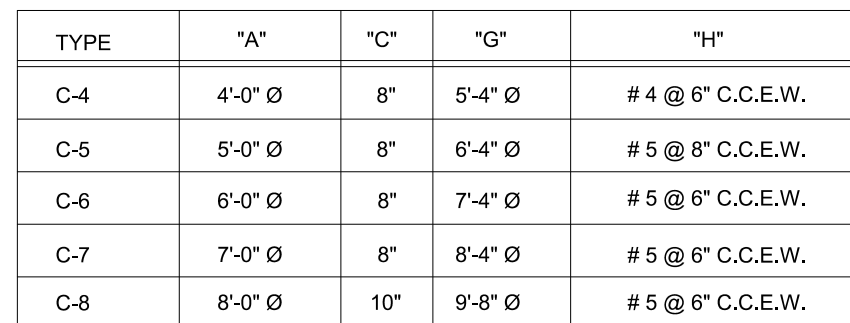 TYPE "A" "C" "G" "H"
C-4 4'-0" Ø 8" 5'-4" Ø # 4 @ 6" C.C.E.W.
C-5 5'-0" Ø 8" 6'-4" Ø # 5 @ 8" C.C.E.W.
C-6 6'-0" Ø 8" 7'-4" Ø # 5 @ 6" C.C.E.W.
C-7 7'-0" Ø 8" 8'-4" Ø # 5 @ 6" C.C.E.W.
C-8 8'-0" Ø 10" 9'-8" Ø # 5 @ 6" C.C.E.W.